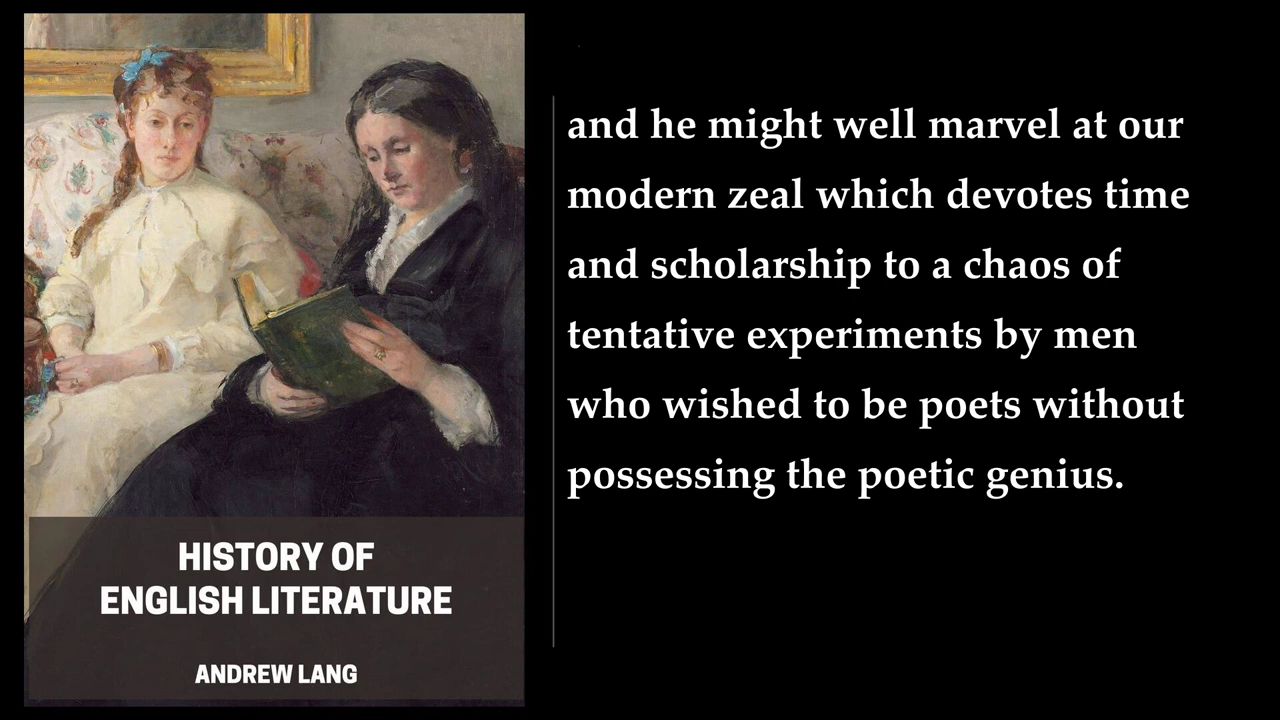 HISTORY OF
ENGLISH LITERATURE
ANDREW LANG
and he might well marvel at our
modern zeal which devotes time
and scholarship to a chaos of
tentative experiments by men
who wished to be poets without
possessing the poetic genius.